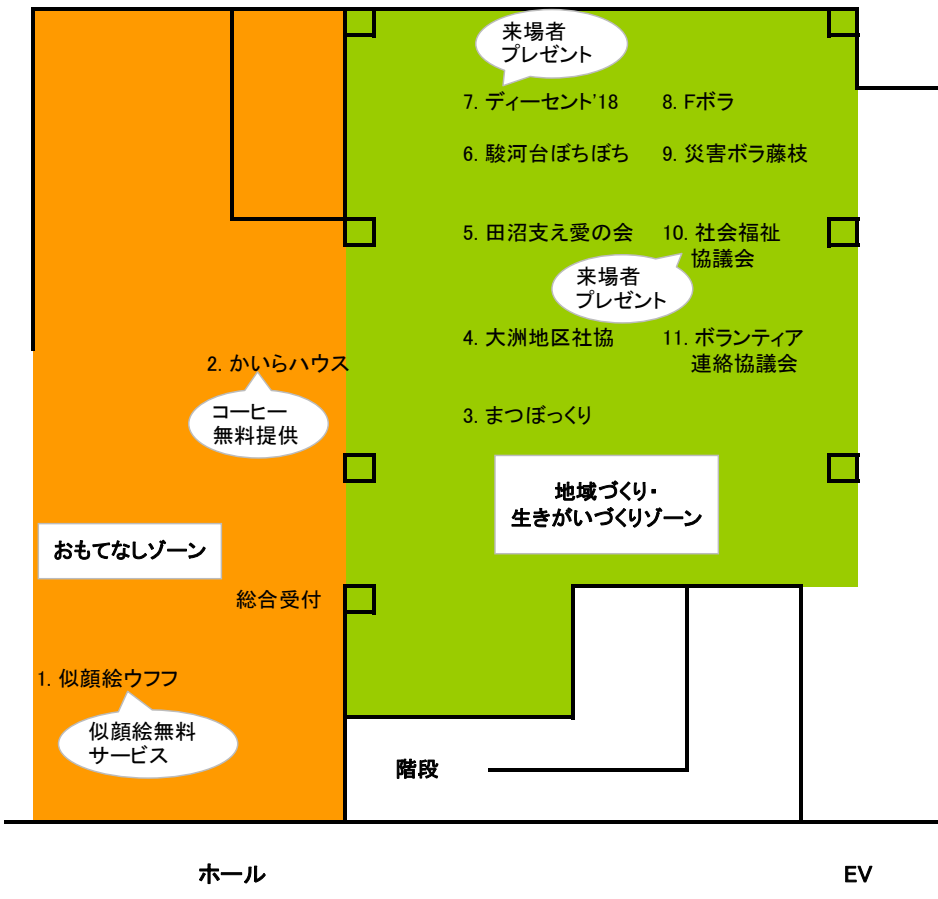 来場者
プレゼント
7. ディーセント'18
8. Fボラ
6. 駿河台ぼちぼち
9. 災害ボラ藤枝
5. 田沼支え愛の会
10. 社会福祉
協議会
来場者
プレゼント
4. 大洲地区社協
11. ボランティア
連絡協議会
2. かいらハウス
コーヒー
無料提供
3. まつぼっくり
地域づくり・
生きがいづくりゾーン
おもてなしゾーン
総合受付
1. 似顔絵ウフフ
似顔絵無料
サービス
階段
ホール
EV